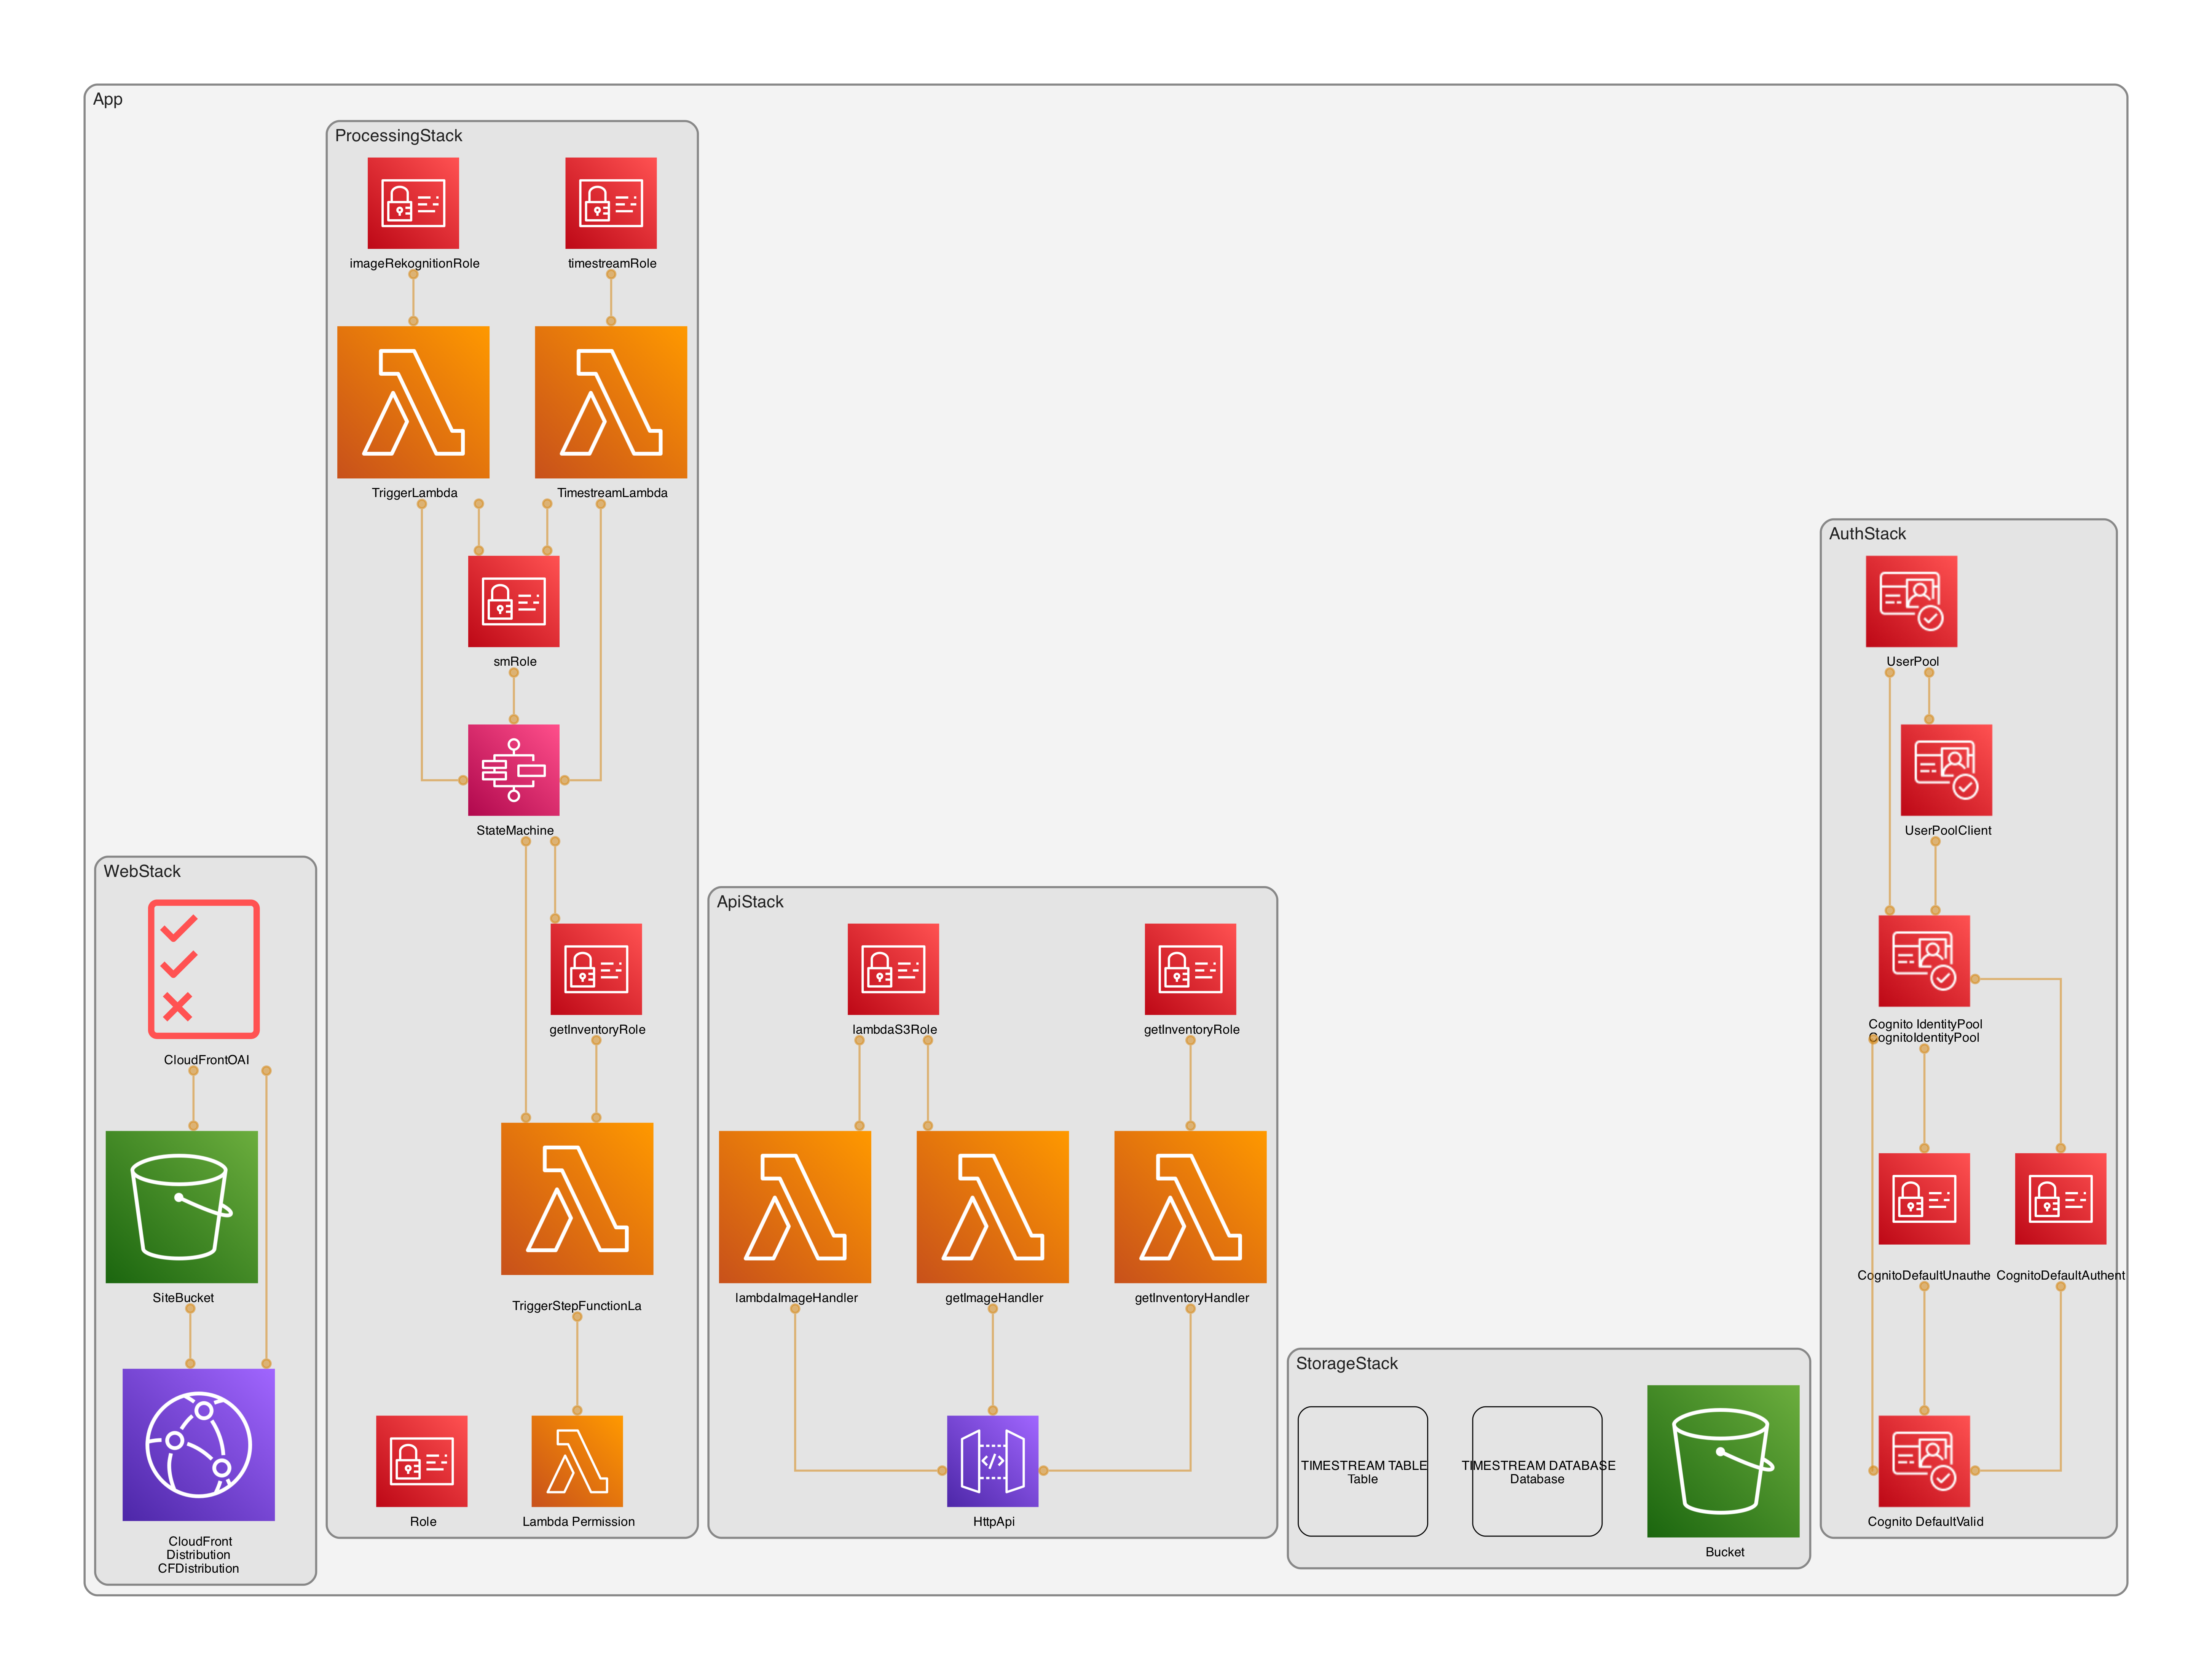 App
ProcessingStack
imageRekognitionRole
timestreamRole
TriggerLambda
TimestreamLambda
smRole
StateMachine
getInventoryRole
TriggerStepFunctionLa
Role
Lambda Permission
WebStack
CloudFrontOAI
SiteBucket
CloudFront
Distribution
CFDistribution
ApiStack
lambdaS3Role
getInventoryRole
lambdaImageHandler
getImageHandler
getInventoryHandler
HttpApi
StorageStack
TIMESTREAM TABLE
Table
TIMESTREAM DATABASE
Database
Bucket
AuthStack
UserPool
UserPoolClient
Cognito IdentityPool
CognitoIdentityPool
CognitoDefaultUnauthe
CognitoDefaultAuthent
Cognito DefaultValid